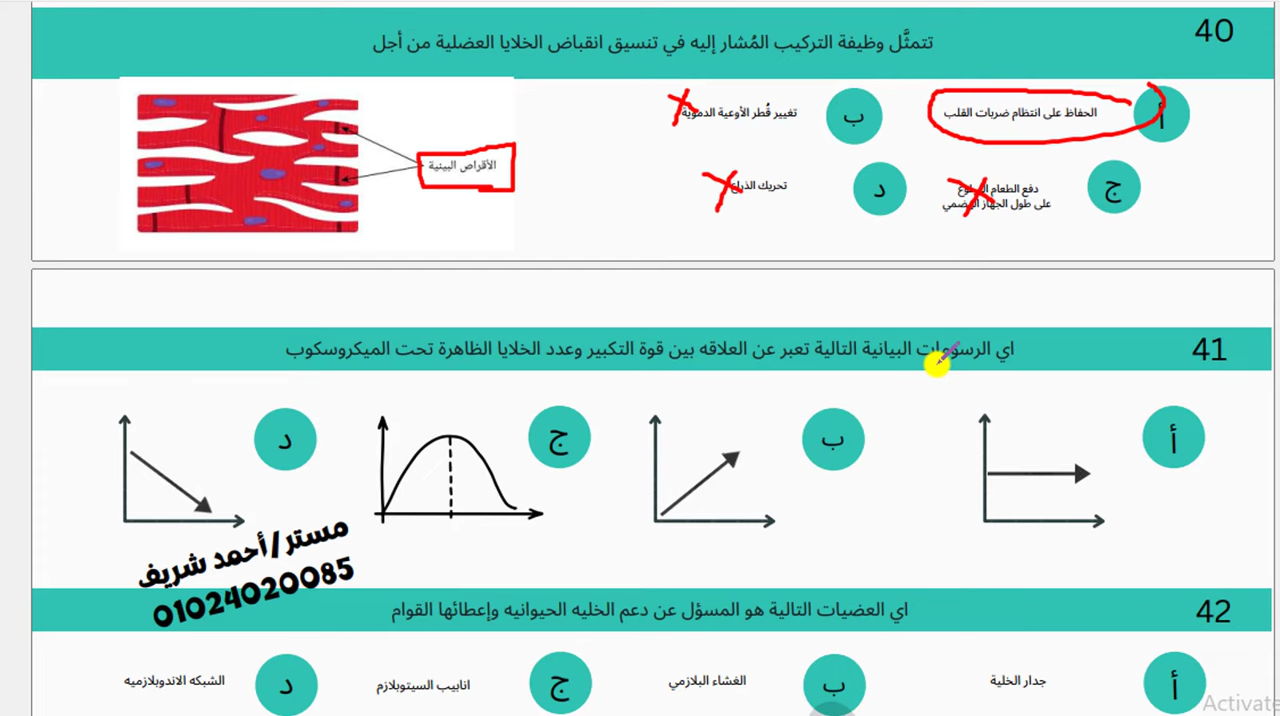 40
تتمثَّل وظيفة التركيب المُشار إليه في تنسيق انقباض الخلايا العضلية من أجل
أ
الحفاظ على انتظام ضربات القلب
ب
تغيير قُطر الأوعية الدموية
ج
دفع الطعام
على طول الجهاز الهضمي
د
تحريك الذراع
الأقراص البينية
41
اي الرسومات البيانية التالية تعبر عن العلاقه بين قوة التكبير وعدد الخلايا الظاهرة تحت الميكروسكوب
أ
ب
ج
د
مستر/أحمد شريف
01024020085
42
اي العضيات التالية هو المسؤل عن دعم الخليه الحيوانيه وإعطائها القوام
أ
جدار الخلية
ب
الغشاء البلازمي
ج
انابيب السيتوبلازم
د
الشبكه الاندوبلازميه
Activate